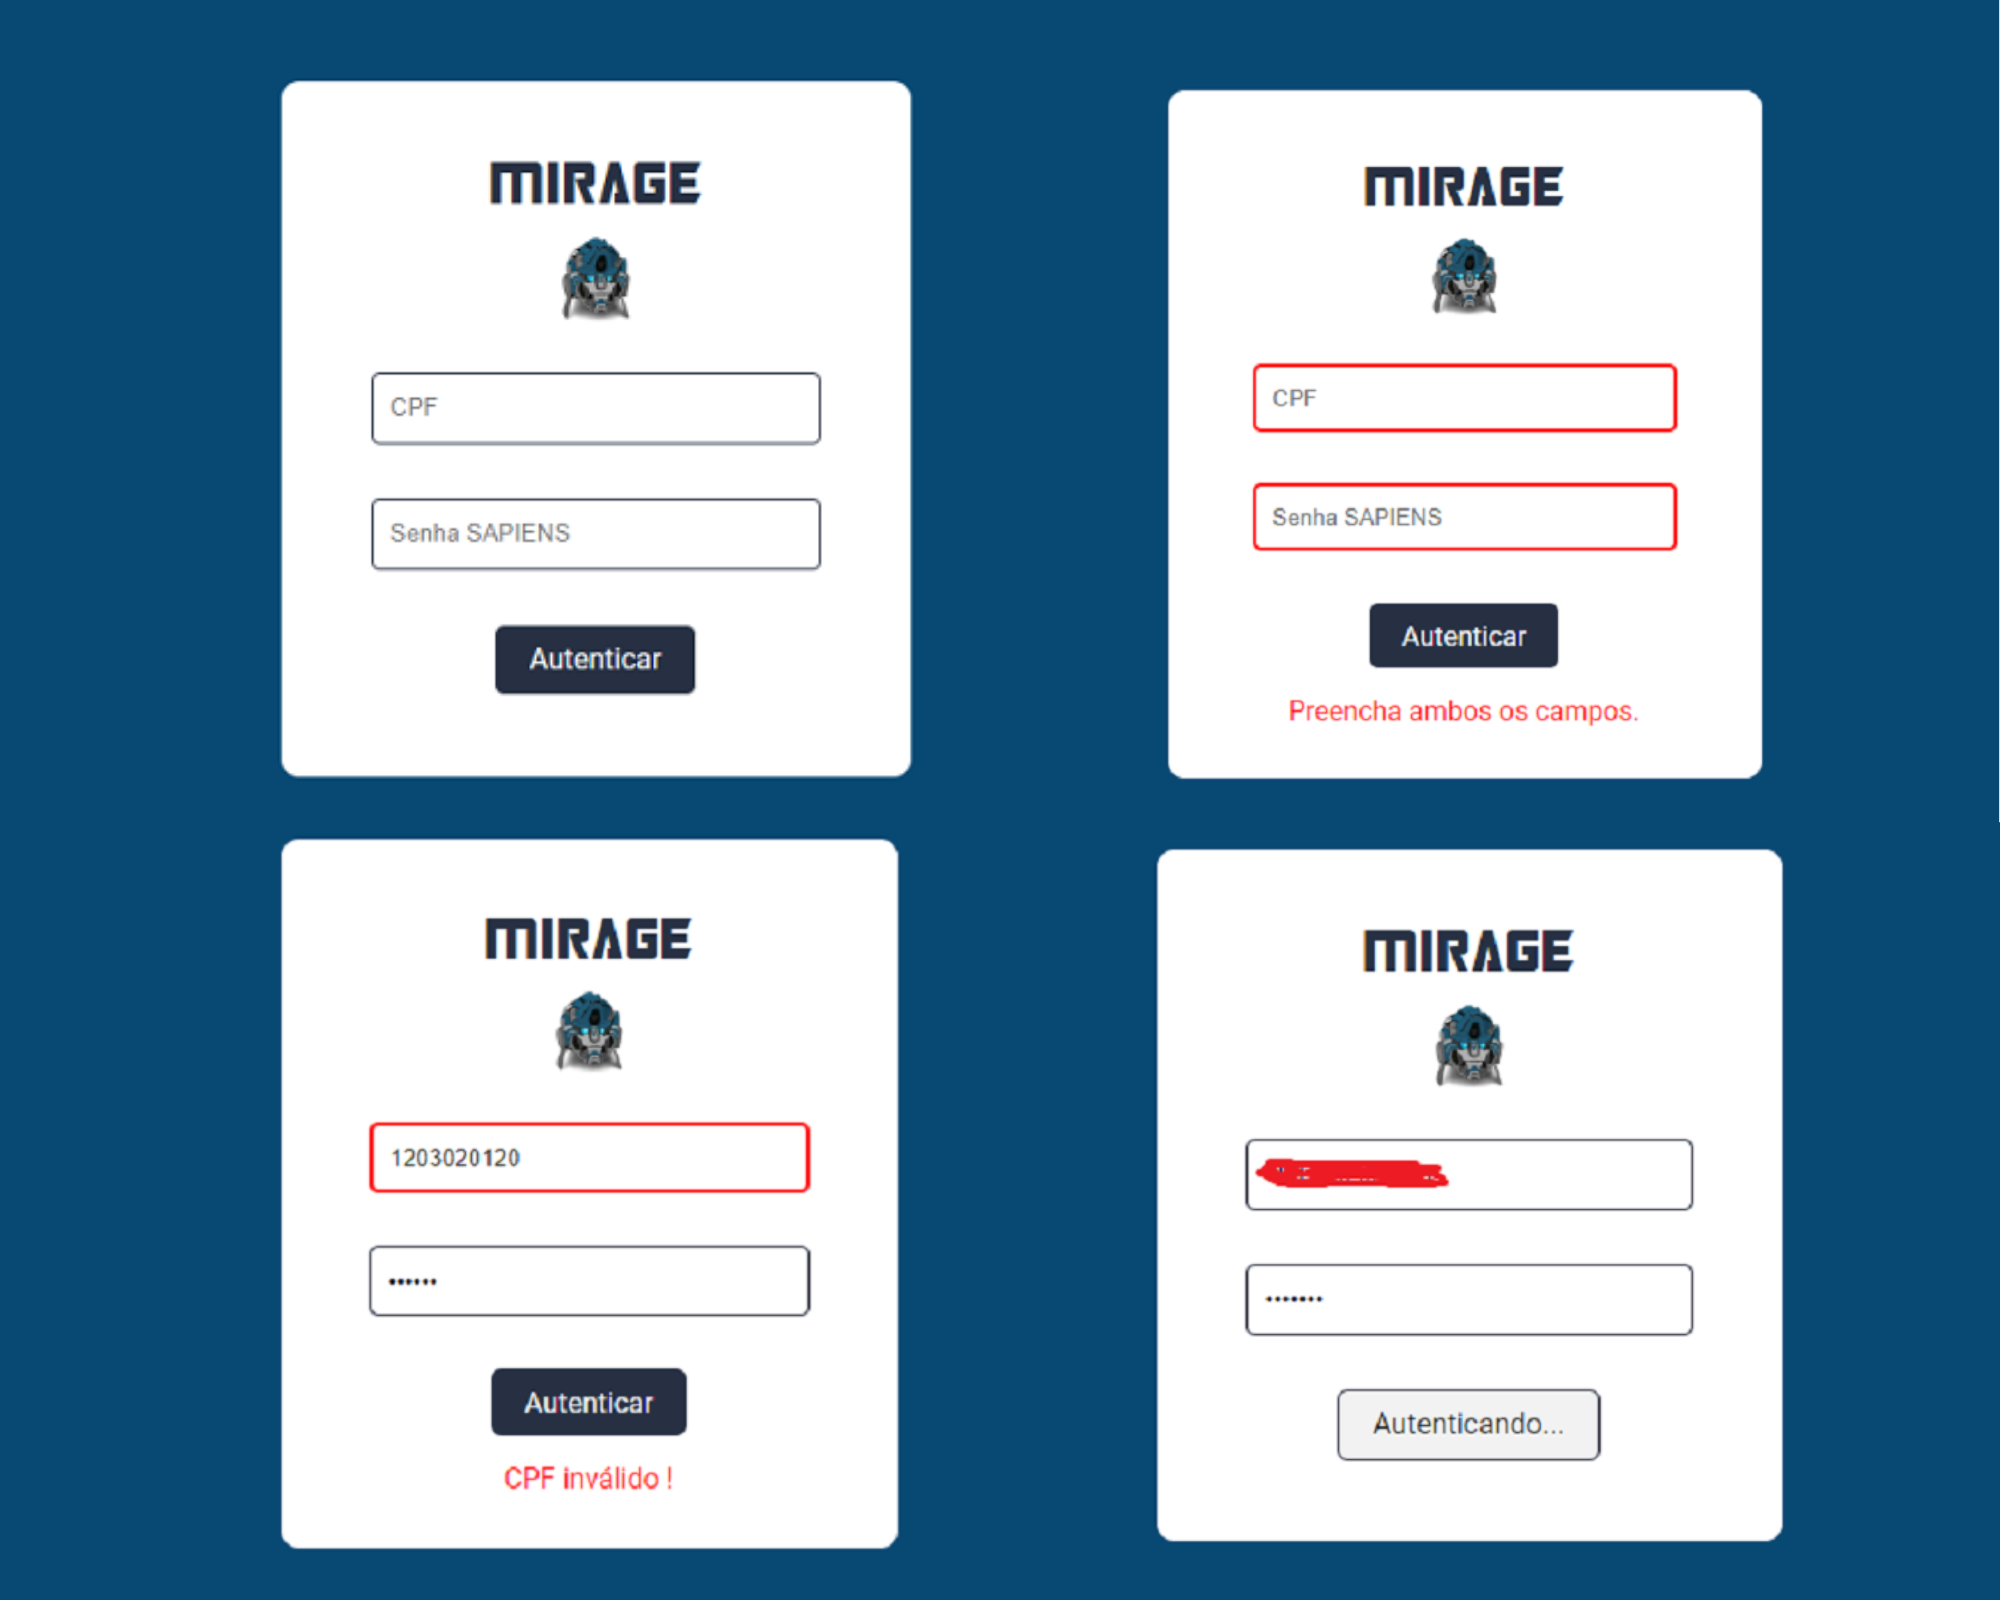 MIRAGE
CPF
Senha SAPIENS
Autenticar
MIRAGE
CPF
Senha SAPIENS
Autenticar
Preencha ambos os campos.
MIRAGE
1203020120
••••••
Autenticar
CPF inválido !
MIRAGE
•••••••
Autenticando...